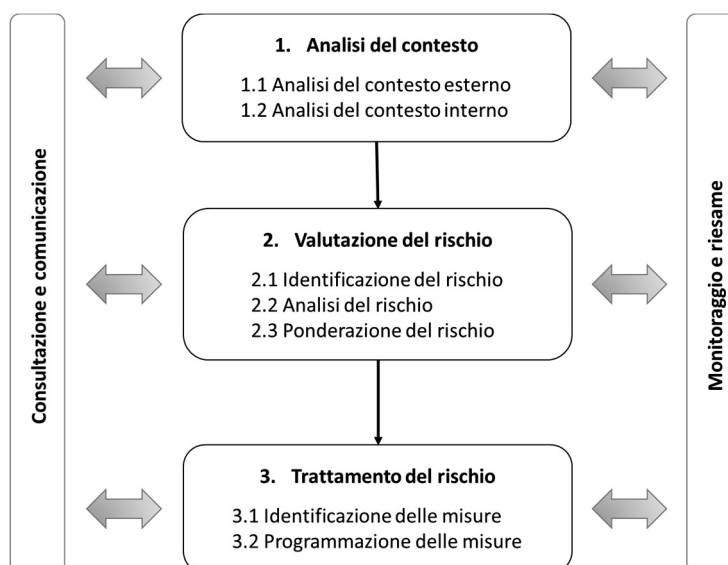 Consultazione e comunicazione
1. Analisi del contesto
1.1 Analisi del contesto esterno
1.2 Analisi del contesto interno
2. Valutazione del rischio
2.1 Identificazione del rischio
2.2 Analisi del rischio
2.3 Ponderazione del rischio
3. Trattamento del rischio
3.1 Identificazione delle misure
3.2 Programmazione delle misure
Monitoraggio e riesame